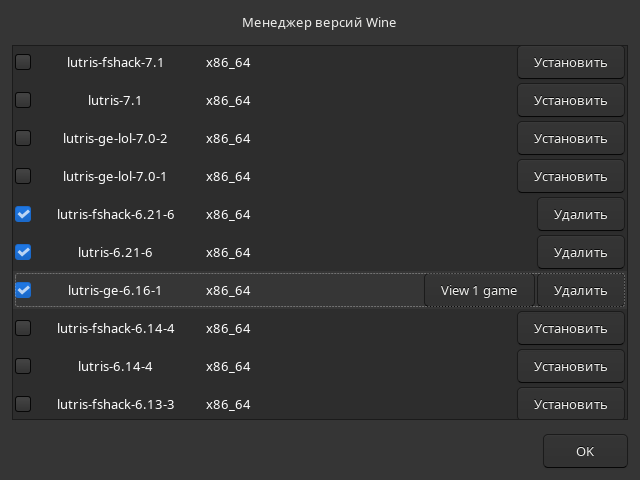 Менеджер версий Wine
lutris-fshack-7.1 x86_64 Установить
lutris-7.1 x86_64 Установить
lutris-ge-lol-7.0-2 x86_64 Установить
lutris-ge-lol-7.0-1 x86_64 Установить
lutris-fshack-6.21-6 x86_64 Удалить
lutris-6.21-6 x86_64 Удалить
lutris-ge-6.16-1 x86_64 View 1 game Удалить
lutris-fshack-6.14-4 x86_64 Установить
lutris-6.14-4 x86_64 Установить
lutris-fshack-6.13-3 x86_64 Установить
OK